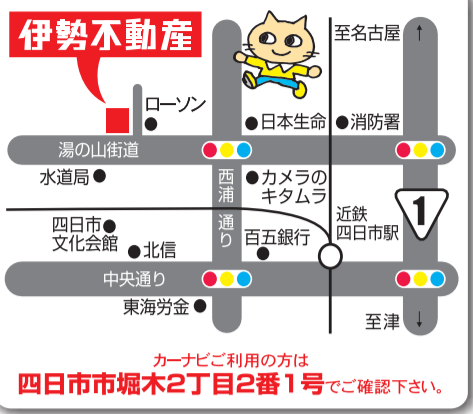 伊勢不動産
至名古屋
↑
ローソン
日本生命
消防署
湯の山街道
水道局
西浦通り
カメラの
キタムラ
1
四日市
文化会館
北信
百五銀行
近鉄
四日市駅
中央通り
東海労金
至津
↓
カーナビご利用の方は
四日市市堀木2丁目2番1号でご確認下さい。